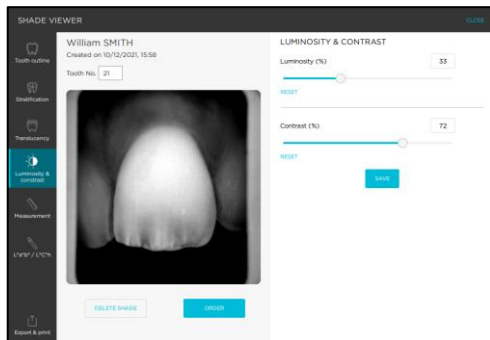 SHADE VIEWER
CLOSE
Tooth outline
Stratification
Translucency
Luminosity &
constrast
Measurement
L*a*b* / L*C*h
Export & print
William SMITH
Created on 10/12/2021, 15:58
Tooth No. 21
DELETE SHADE
ORDER
LUMINOSITY & CONTRAST
Luminosity (%) 33
RESET
Contrast (%) 72
RESET
SAVE